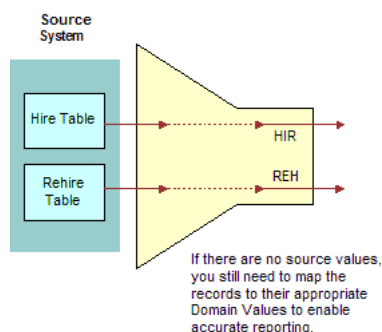 Source
System
Hire Table
HIR
Rehire
Table
REH
If there are no source values,
you still need to map the
records to their appropriate
Domain Values to enable
accurate reporting.